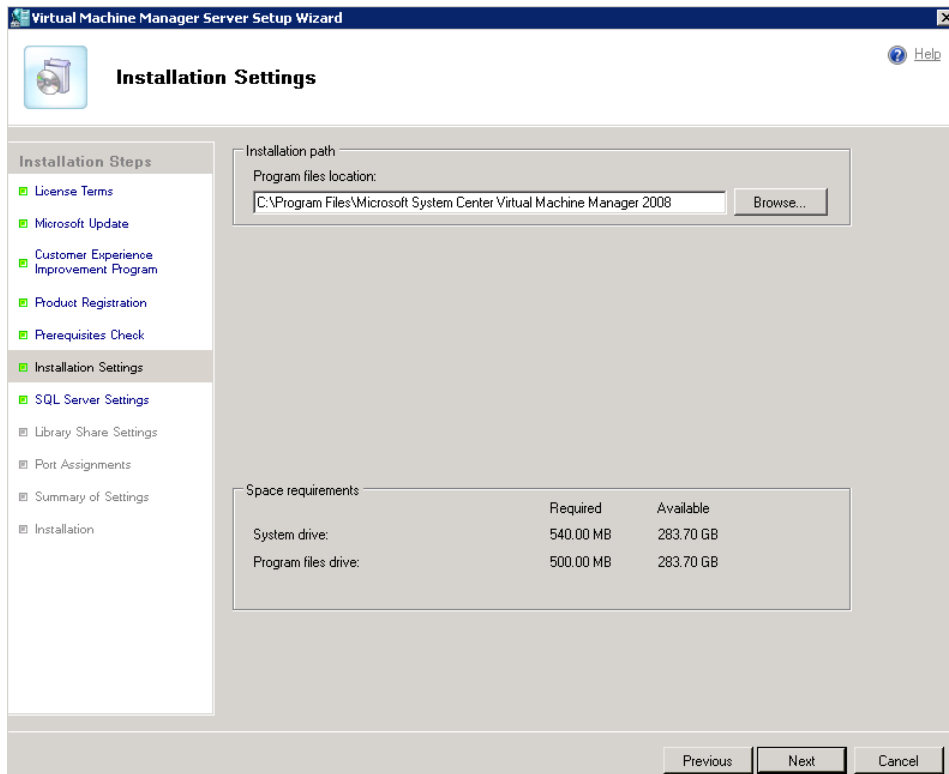 Virtual Machine Manager Server Setup Wizard
Help
Installation Settings
Installation Steps
License Terms
Microsoft Update
Customer Experience
Improvement Program
Product Registration
Prerequisites Check
Installation Settings
SQL Server Settings
Library Share Settings
Port Assignments
Summary of Settings
Installation
Installation path
Program files location:
C:\Program Files\Microsoft System Center Virtual Machine Manager 2008
Browse...
Space requirements
Required Available
System drive: 540.00 MB 283.70 GB
Program files drive: 500.00 MB 283.70 GB
Previous Next Cancel